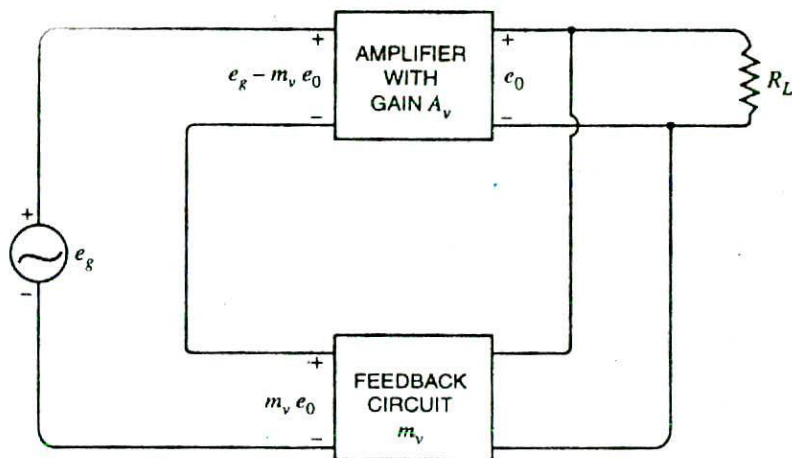 +
AMPLIFIER
WITH
GAIN A_v
+
e_g − m_v e_0
e_0
R_L
−
−
+
e_g
−
+
FEEDBACK
CIRCUIT
m_v
m_v e_0
−